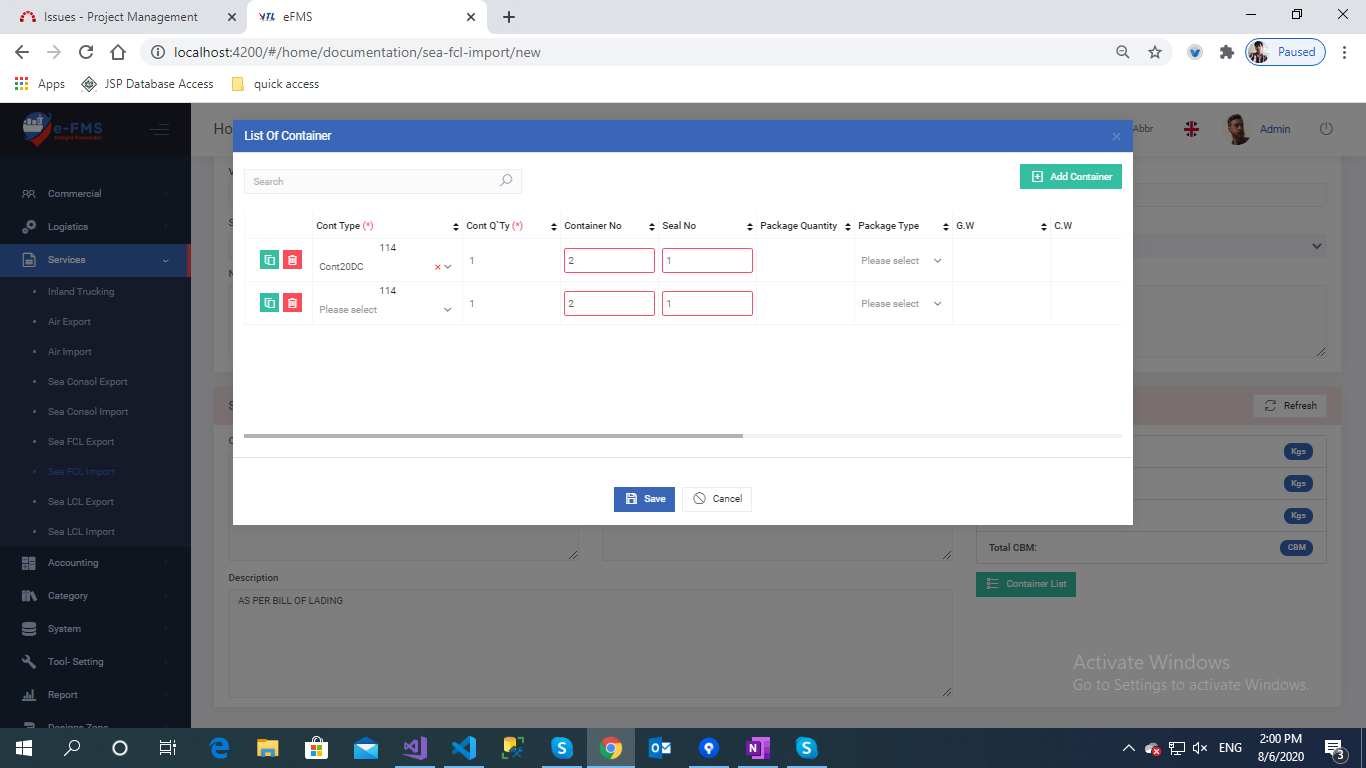 Issues - Project Management
eFMS
localhost:4200/#/home/documentation/sea-fcl-import/new
Paused
Apps
JSP Database Access
quick access
e-FMS
Freight Forwarder
Ho
Abbr
Admin
List Of Container
×
Search
Add Container
Commercial
Logistics
Services
Inland Trucking
Air Export
Air Import
Sea Consol Export
Sea Consol Import
Sea FCL Export
Sea FCL Import
Sea LCL Export
Sea LCL Import
Accounting
Category
System
Tool- Setting
Report
Designs Zone
Cont Type (*) Cont Q`Ty (*) Container No Seal No Package Quantity Package Type G.W C.W
114
Cont20DC × 1 2 1 Please select
114
Please select 1 2 1 Please select
Save
Cancel
Refresh
Kgs
Kgs
Kgs
Total CBM: CBM
Container List
Description
AS PER BILL OF LADING
Activate Windows
Go to Settings to activate Windows.
ENG
2:00 PM
8/6/2020
3